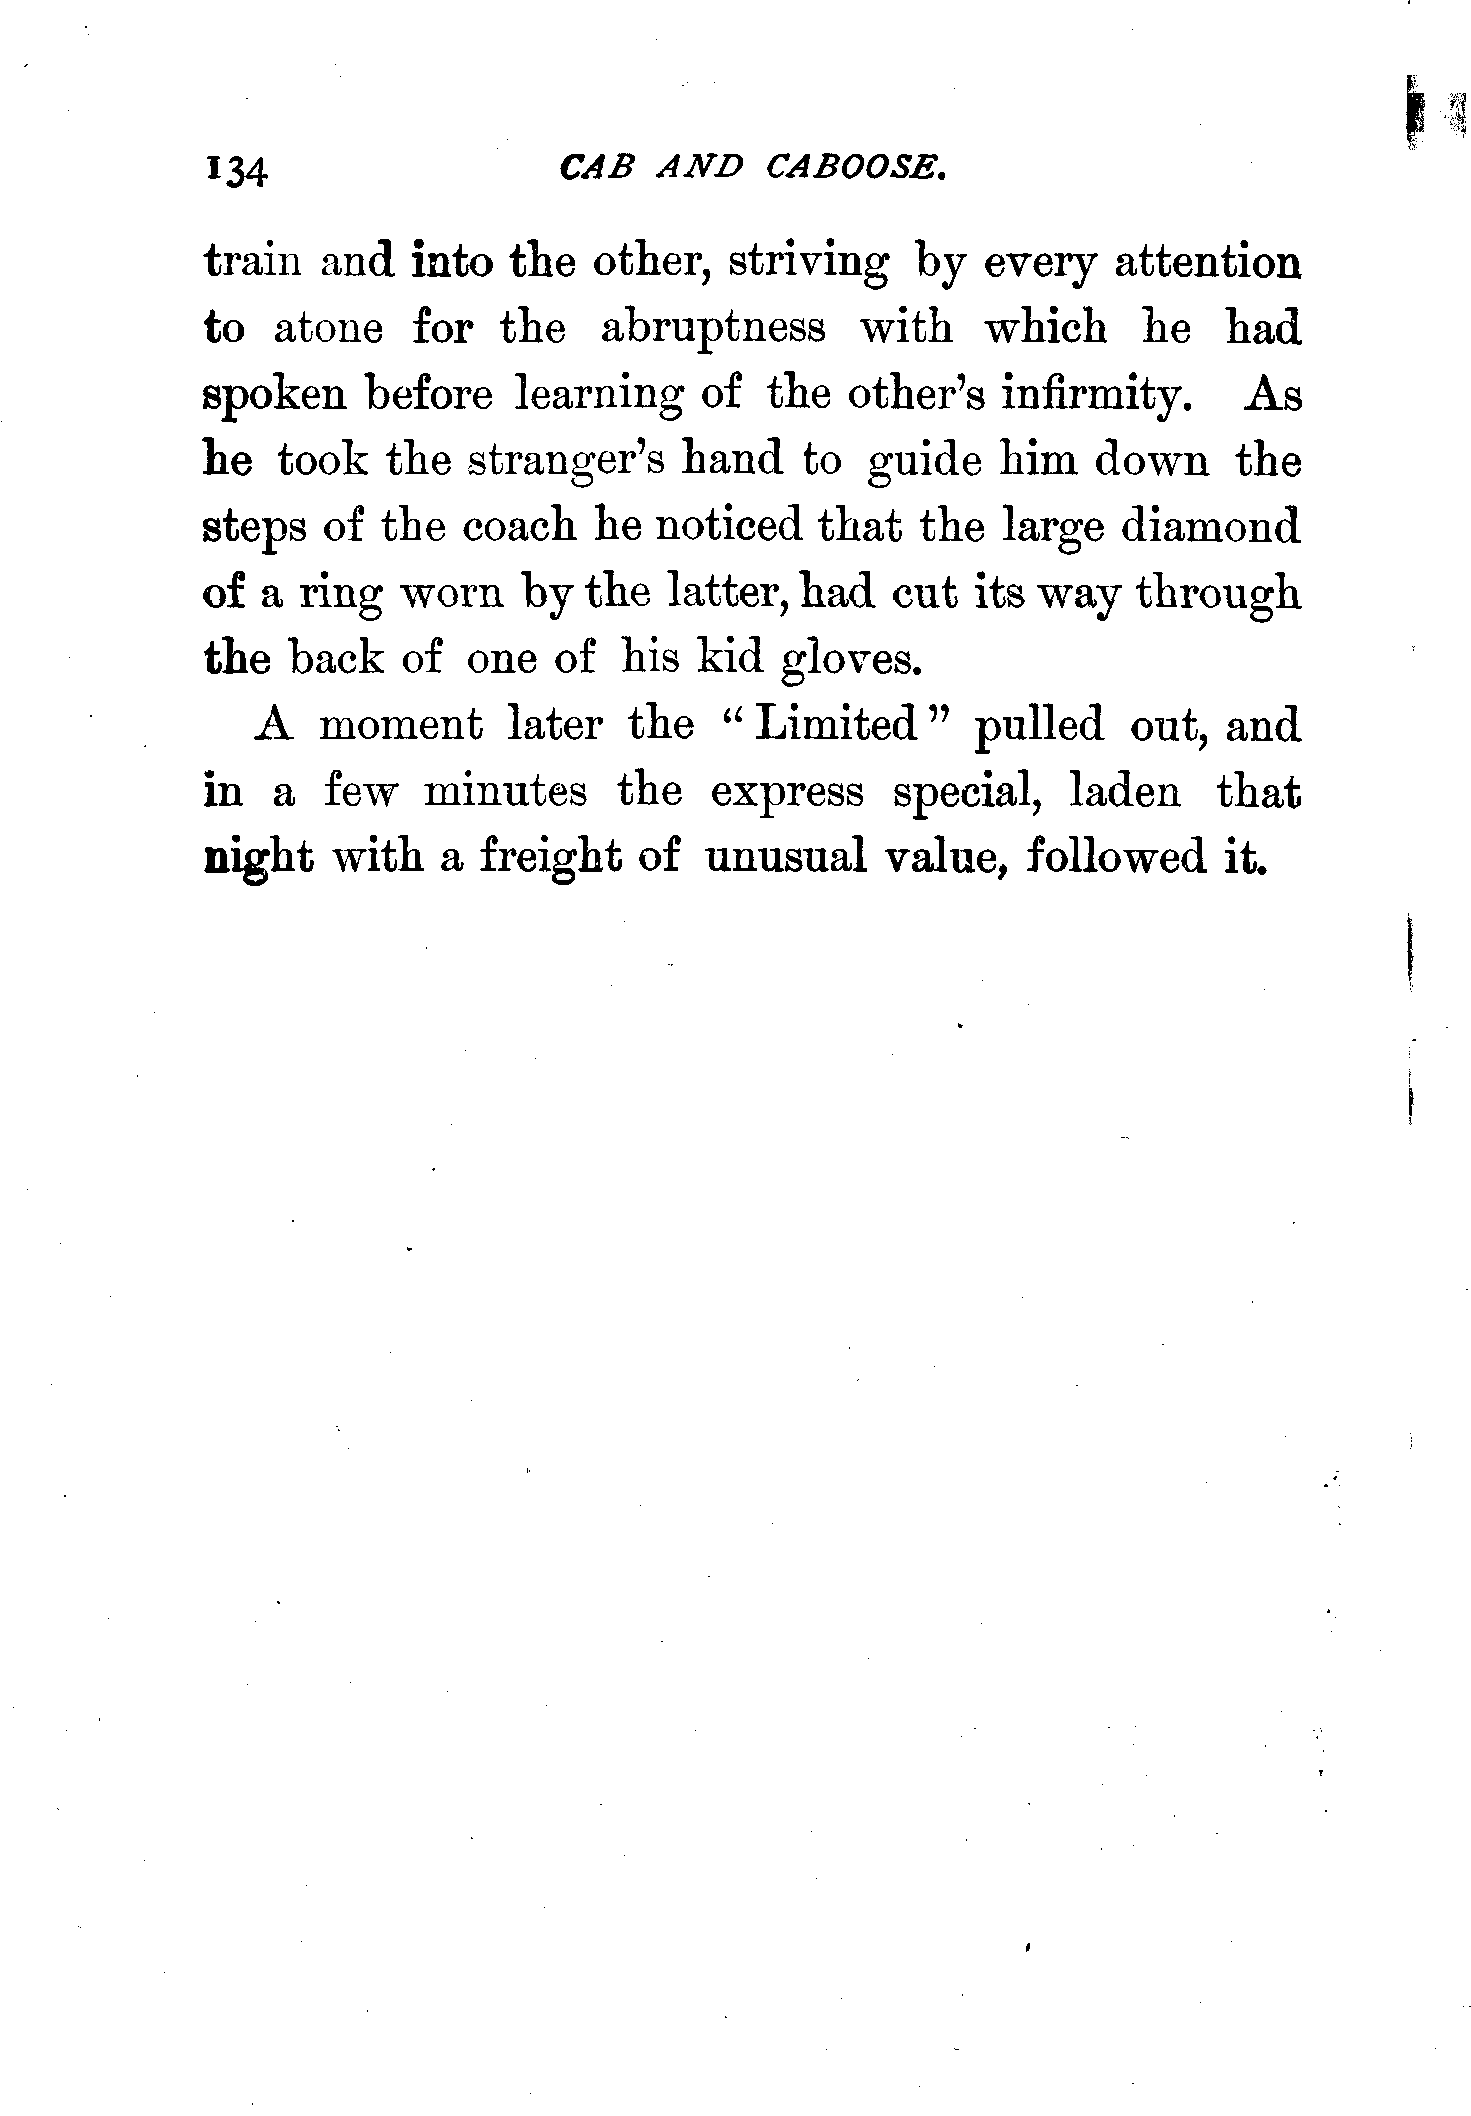 134 CAB AND CABOOSE.
train and into the other, striving by every attention
to atone for the abruptness with which he had
spoken before learning of the other's infirmity. As
he took the stranger's hand to guide him down the
steps of the coach he noticed that the large diamond
of a ring worn by the latter, had cut its way through
the back of one of his kid gloves.
A moment later the “Limited” pulled out, and
in a few minutes the express special, laden that
night with a freight of unusual value, followed it.